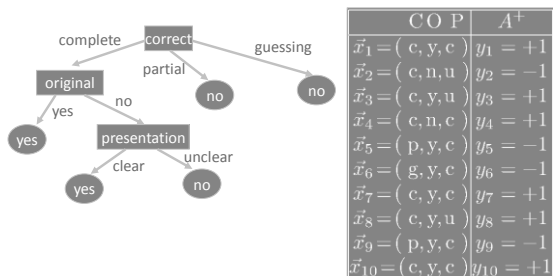 correct
complete
partial
guessing
original
no
no
yes
no
yes
presentation
clear
unclear
yes
no
C O P A⁺
x⃗₁=( c, y, c ) y₁ = +1
x⃗₂=( c, n, u ) y₂ = −1
x⃗₃=( c, y, u ) y₃ = +1
x⃗₄=( c, n, c ) y₄ = +1
x⃗₅=( p, y, c ) y₅ = −1
x⃗₆=( g, y, c ) y₆ = −1
x⃗₇=( c, y, c ) y₇ = +1
x⃗₈=( c, y, u ) y₈ = +1
x⃗₉=( p, y, c ) y₉ = −1
x⃗₁₀=( c, y, c ) y₁₀ = +1